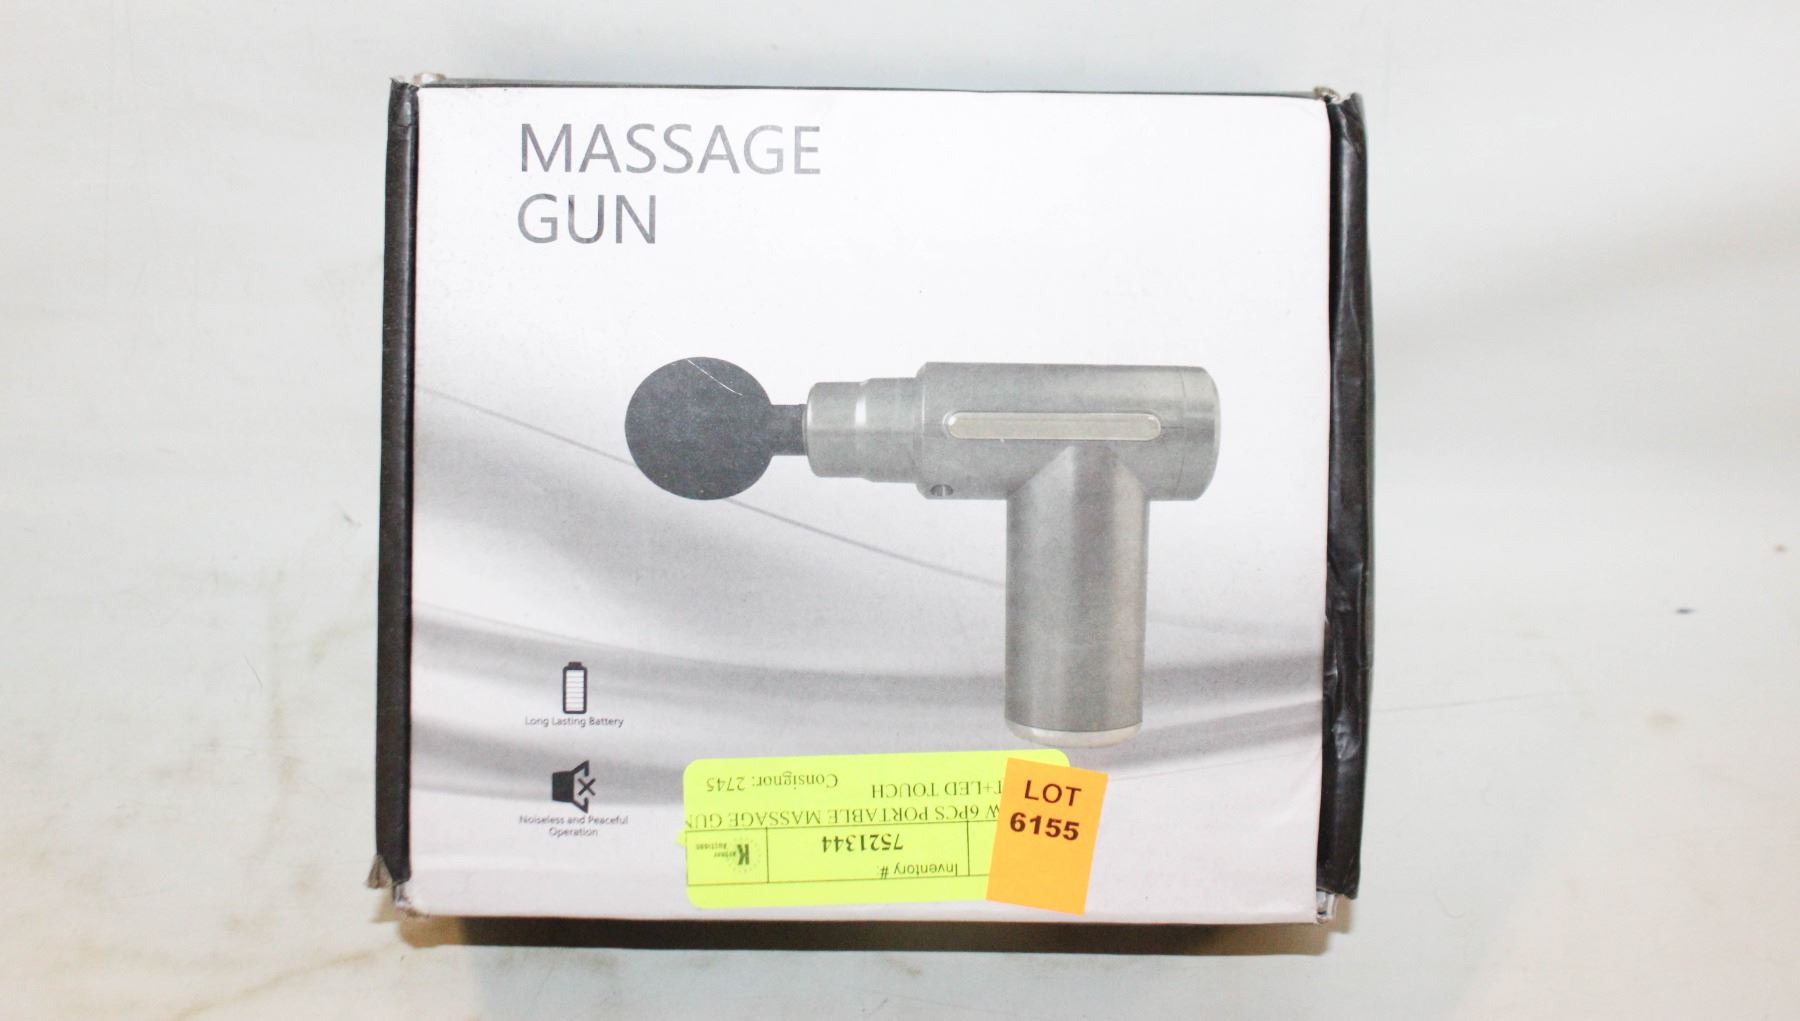 MASSAGE
GUN
Long Lasting Battery
Noiseless and Peaceful
Operation
LOT
6155
Inventory #:
7521344
W 6PCS PORTABLE MASSAGE GUN
T+LED TOUCH
Consignor: 2745
K
Auctions